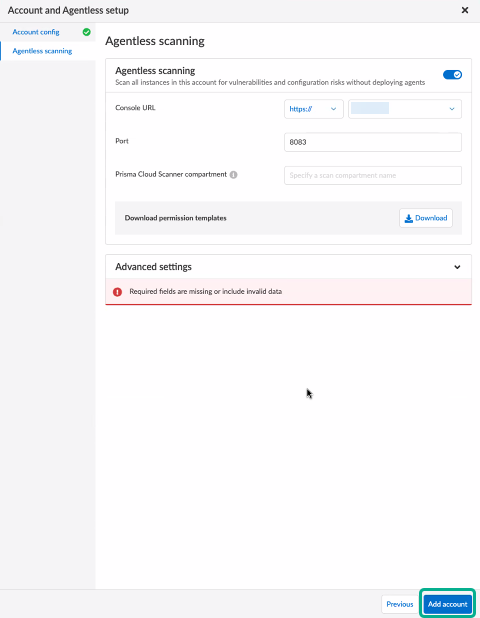 Account and Agentless setup
Account config
Agentless scanning
Agentless scanning
Agentless scanning
Scan all instances in this account for vulnerabilities and configuration risks without deploying agents
Console URL
https://
Port
8083
Prisma Cloud Scanner compartment
Specify a scan compartment name
Download permission templates
Download
Advanced settings
Required fields are missing or include invalid data
Previous
Add account